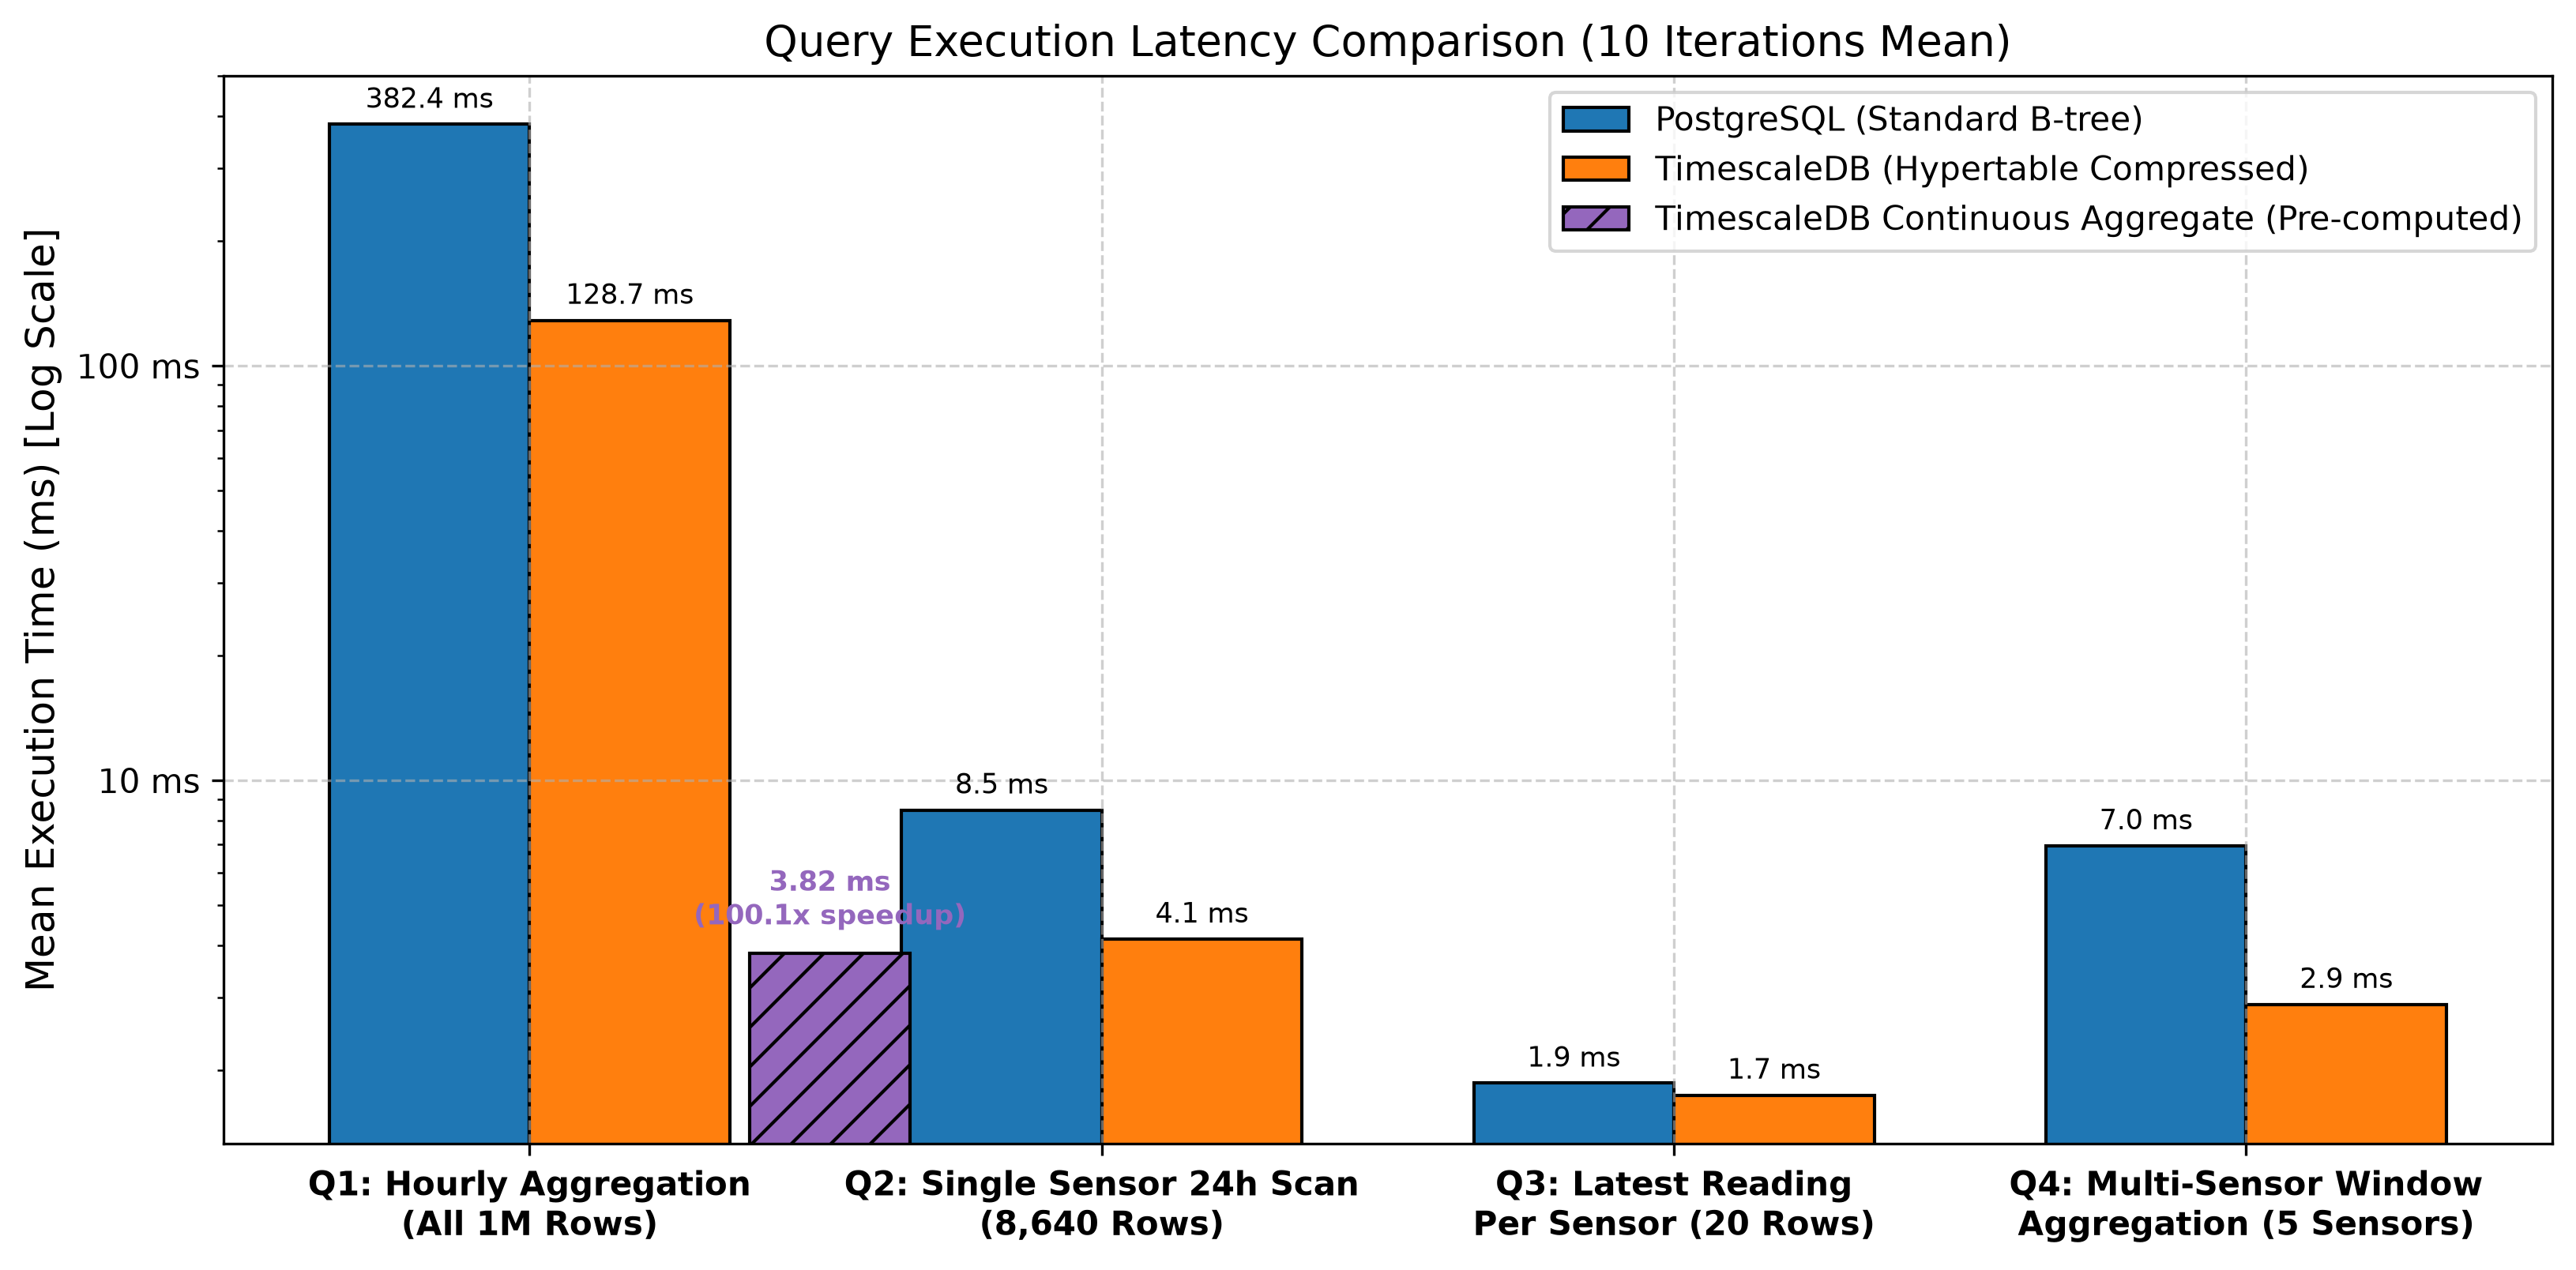 Query Execution Latency Comparison (10 Iterations Mean)
Mean Execution Time (ms) [Log Scale]
100 ms
10 ms
PostgreSQL (Standard B-tree)
TimescaleDB (Hypertable Compressed)
TimescaleDB Continuous Aggregate (Pre-computed)
382.4 ms
128.7 ms
3.82 ms
(100.1x speedup)
8.5 ms
4.1 ms
1.9 ms
1.7 ms
7.0 ms
2.9 ms
Q1: Hourly Aggregation
(All 1M Rows)
Q2: Single Sensor 24h Scan
(8,640 Rows)
Q3: Latest Reading
Per Sensor (20 Rows)
Q4: Multi-Sensor Window
Aggregation (5 Sensors)